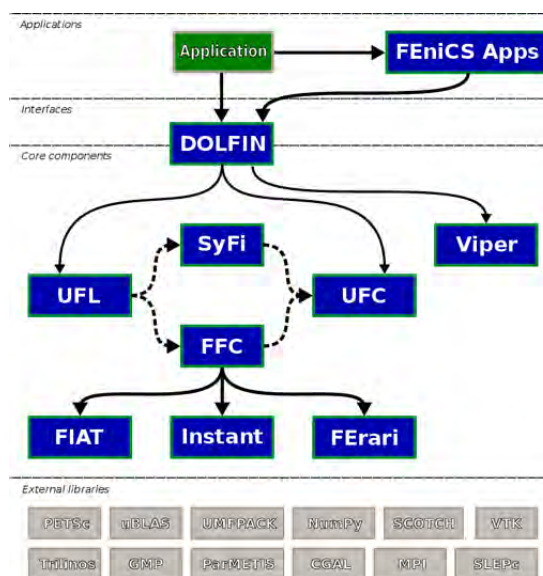 Applications
Application
FEniCS Apps
Interfaces
DOLFIN
Core components
SyFi
Viper
UFL
UFC
FFC
FIAT
Instant
FErari
External libraries
PETSc
uBLAS
UMFPACK
NumPy
SCOTCH
VTK
Trilinos
GMP
ParMETIS
CGAL
MPI
SLEPc